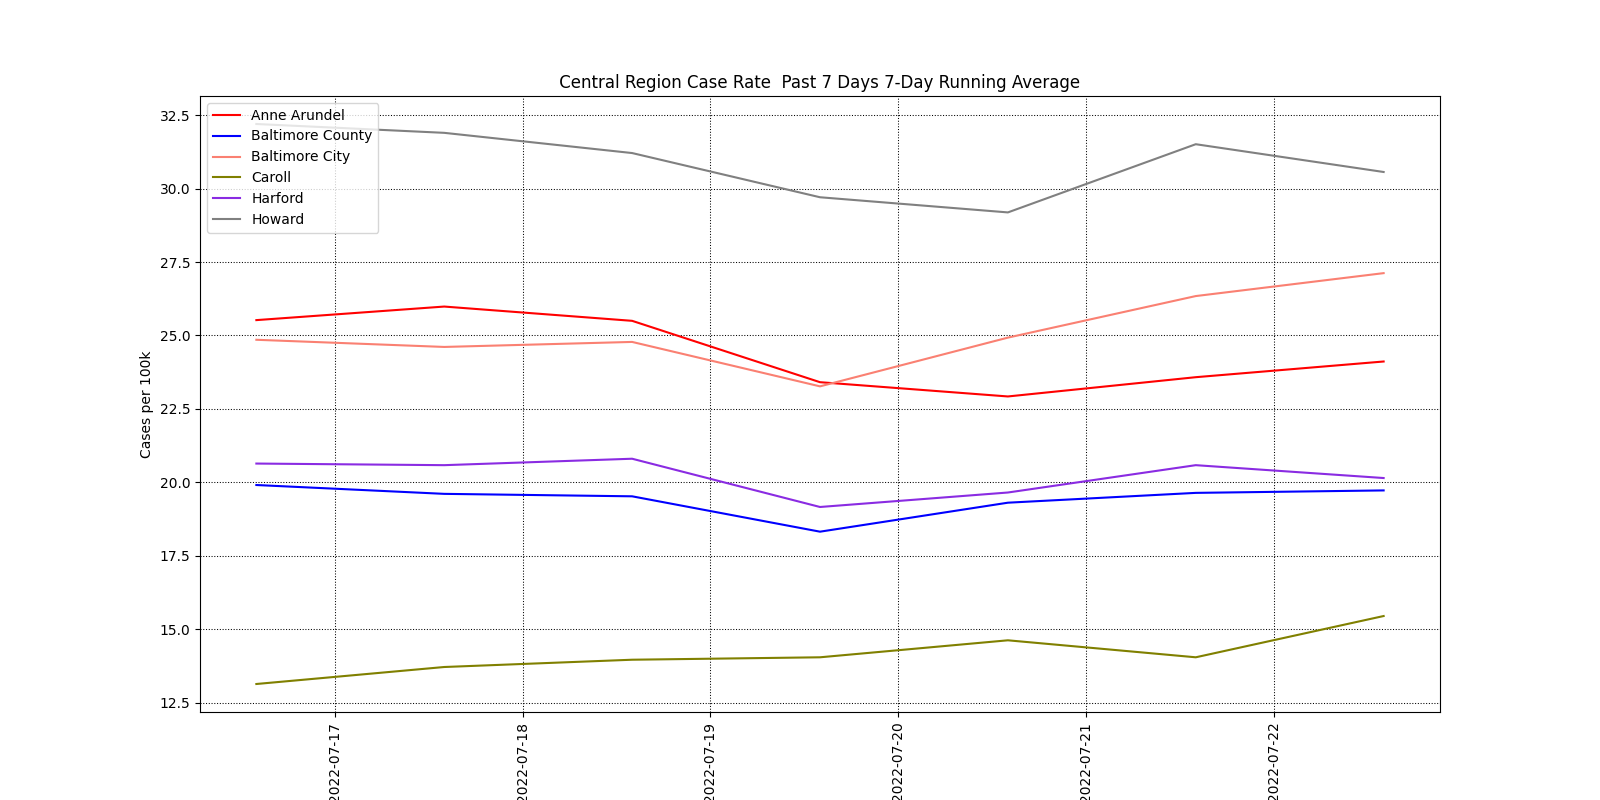 Central Region Case Rate  Past 7 Days 7-Day Running Average
Anne Arundel
Baltimore County
Baltimore City
Caroll
Harford
Howard
Cases per 100k
32.5
30.0
27.5
25.0
22.5
20.0
17.5
15.0
12.5
2022-07-17
2022-07-18
2022-07-19
2022-07-20
2022-07-21
2022-07-22